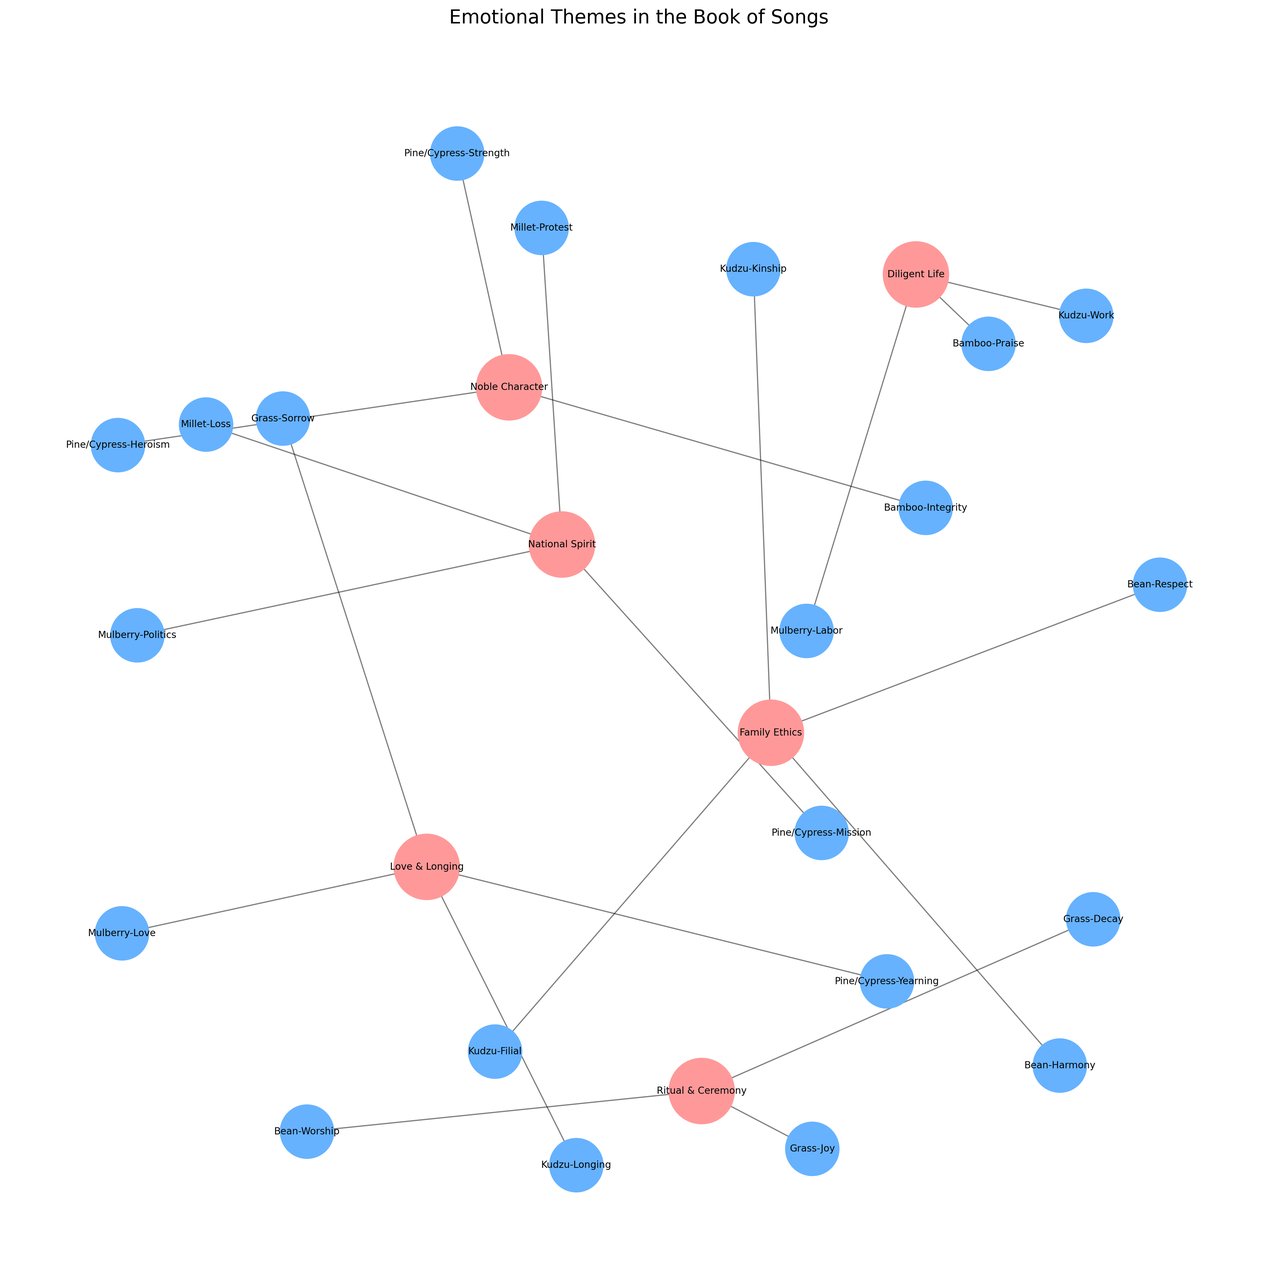 Emotional Themes in the Book of Songs
Pine/Cypress-Strength
Millet-Protest
Kudzu-Kinship
Diligent Life
Kudzu-Work
Bamboo-Praise
Noble Character
Grass-Sorrow
Millet-Loss
Pine/Cypress-Heroism
Bamboo-Integrity
National Spirit
Bean-Respect
Mulberry-Labor
Mulberry-Politics
Family Ethics
Pine/Cypress-Mission
Love & Longing
Grass-Decay
Mulberry-Love
Pine/Cypress-Yearning
Kudzu-Filial
Bean-Harmony
Ritual & Ceremony
Bean-Worship
Grass-Joy
Kudzu-Longing